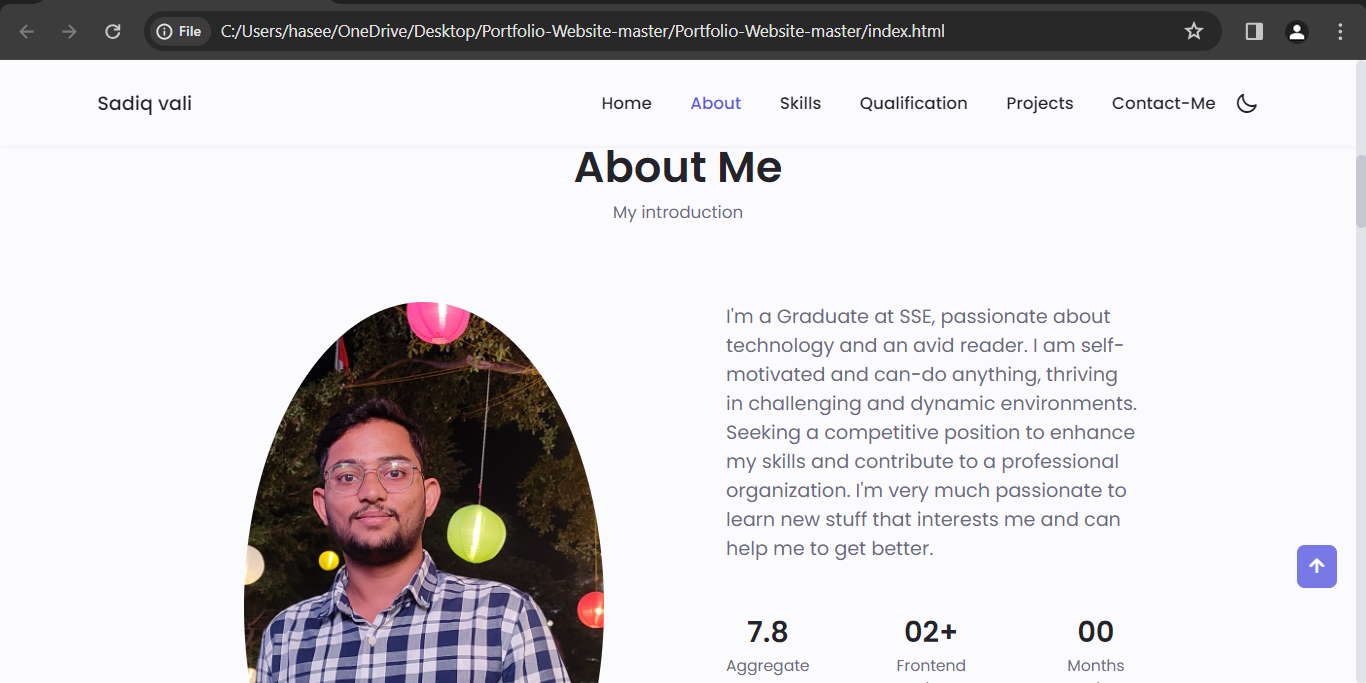 File C:/Users/hasee/OneDrive/Desktop/Portfolio-Website-master/Portfolio-Website-master/index.html
Sadiq vali Home About Skills Qualification Projects Contact-Me
About Me
My introduction
I'm a Graduate at SSE, passionate about
technology and an avid reader. I am self-
motivated and can-do anything, thriving
in challenging and dynamic environments.
Seeking a competitive position to enhance
my skills and contribute to a professional
organization. I'm very much passionate to
learn new stuff that interests me and can
help me to get better.
7.8 02+ 00
Aggregate Frontend Months